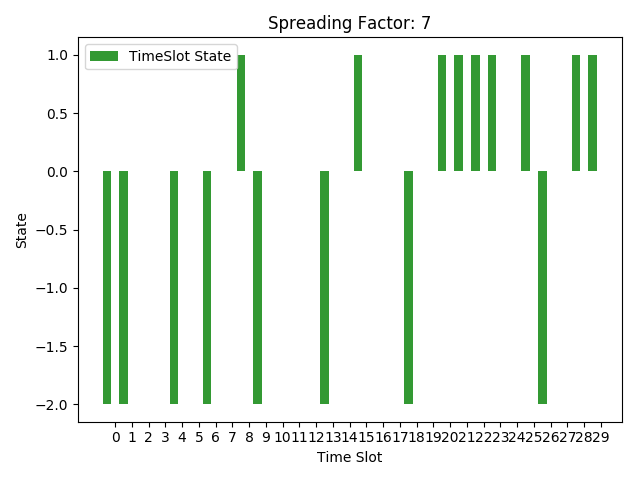 Spreading Factor: 7
TimeSlot State
1.0
0.5
0.0
−0.5
−1.0
−1.5
−2.0
State
0 1 2 3 4 5 6 7 8 9 10 11 12 13 14 15 16 17 18 19 20 21 22 23 24 25 26 27 28 29
Time Slot